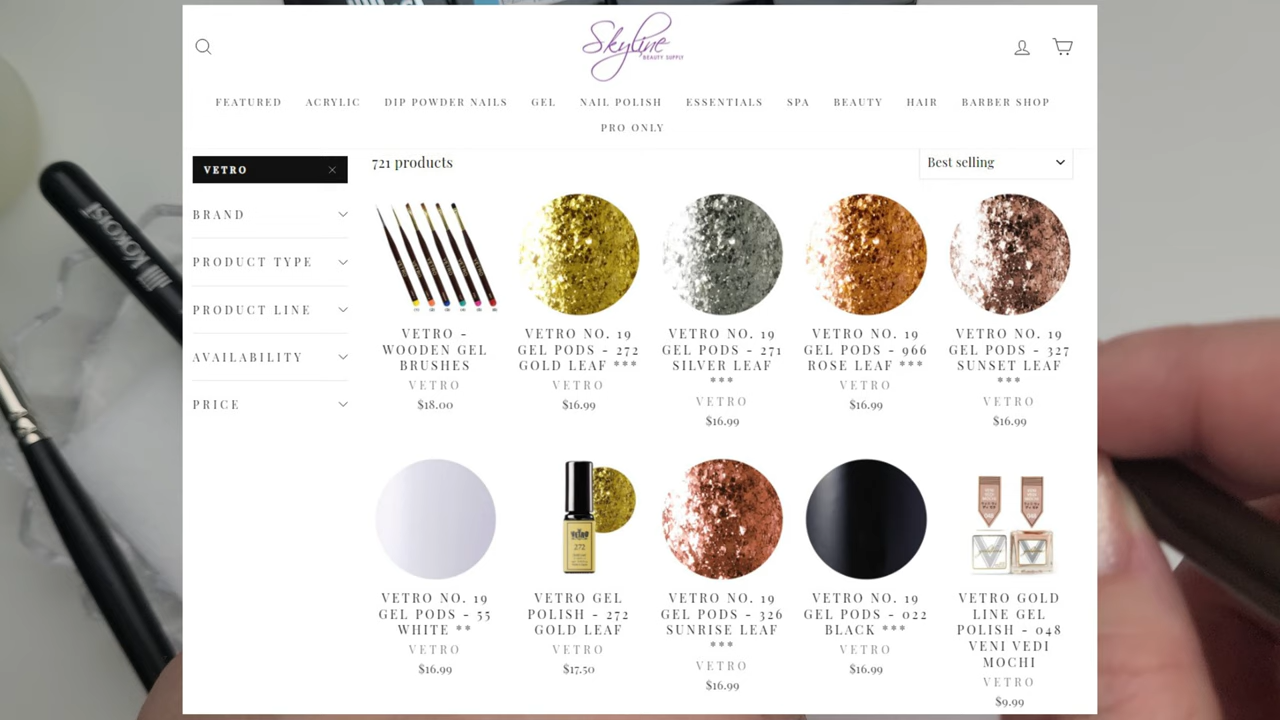 Skyline
BEAUTY SUPPLY
FEATURED ACRYLIC DIP POWDER NAILS GEL NAIL POLISH ESSENTIALS SPA BEAUTY HAIR BARBER SHOP
PRO ONLY
VETRO
721 products
Best selling
BRAND
PRODUCT TYPE
PRODUCT LINE
AVAILABILITY
PRICE
VETRO -
WOODEN GEL
BRUSHES
VETRO
$18.00
VETRO NO. 19
GEL PODS - 272
GOLD LEAF ***
VETRO
$16.99
VETRO NO. 19
GEL PODS - 271
SILVER LEAF
***
VETRO
$16.99
VETRO NO. 19
GEL PODS - 966
ROSE LEAF ***
VETRO
$16.99
VETRO NO. 19
GEL PODS - 327
SUNSET LEAF
***
VETRO
$16.99
VETRO NO. 19
GEL PODS - 55
WHITE **
VETRO
$16.99
VETRO
272
VETRO GEL
POLISH - 272
GOLD LEAF
VETRO
$17.50
VETRO NO. 19
GEL PODS - 326
SUNRISE LEAF
***
VETRO
$16.99
VETRO NO. 19
GEL PODS - 022
BLACK ***
VETRO
$16.99
VETRO GOLD
LINE GEL
POLISH - 048
VENI VEDI
MOCHI
VETRO
$9.99
KOKOIST